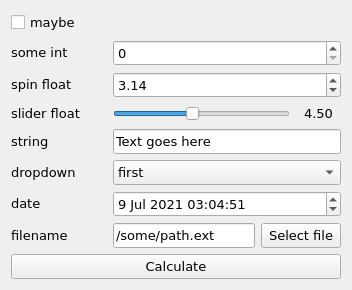 maybe
some int 0
spin float 3.14
slider float 4.50
string Text goes here
dropdown first
date 9 Jul 2021 03:04:51
filename /some/path.ext Select file
Calculate